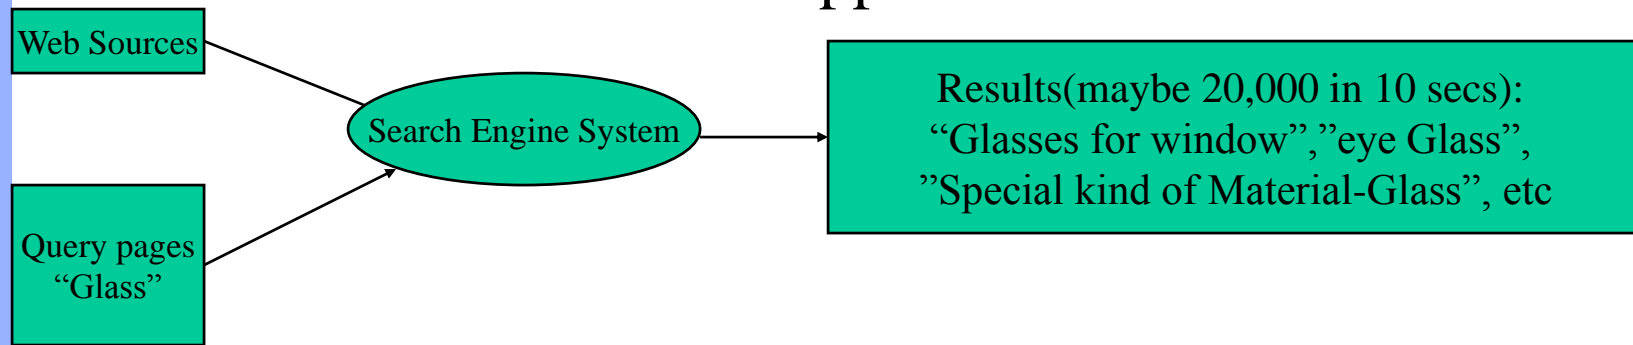 Web Sources
Search Engine System
Query pages
“Glass”
Results(maybe 20,000 in 10 secs):
“Glasses for window”,”eye Glass”,
”Special kind of Material-Glass”, etc